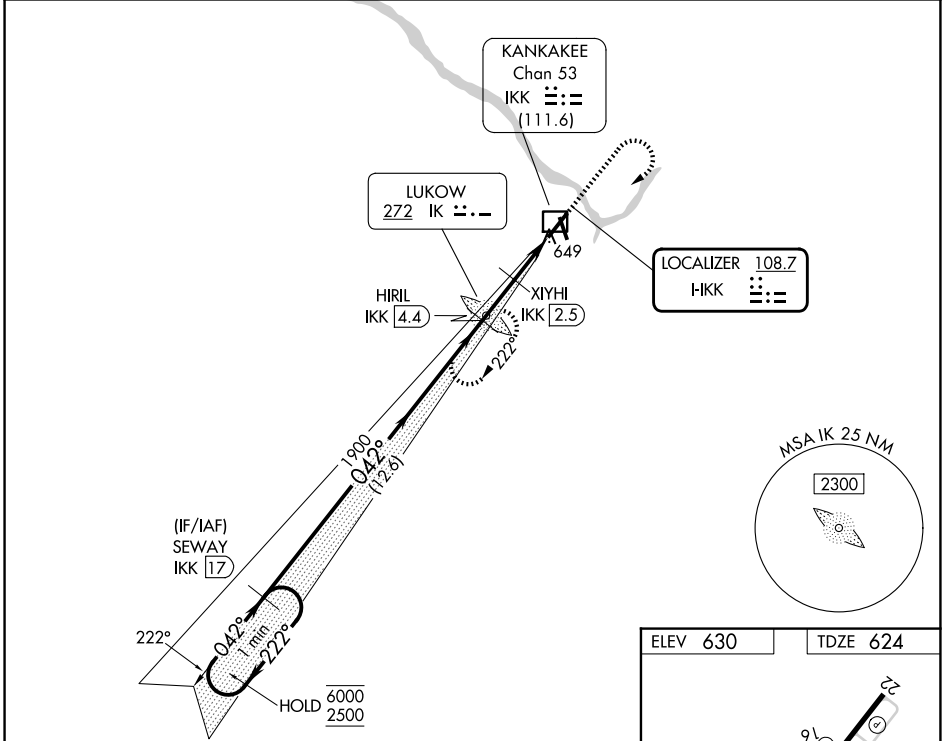 KANKAKEE
Chan 53
IKK
(111.6)
LUKOW
272 IK
649
LOCALIZER 108.7
I-IKK
HIRIL
IKK 4.4
XIYHI
IKK 2.5
222°
1900
042°
(12.6)
MSA IK 25 NM
2300
(IF/IAF)
SEWAY
IKK 17
222°
042°
1 min
222°
HOLD 6000
2500
ELEV 630
TDZE 624
22